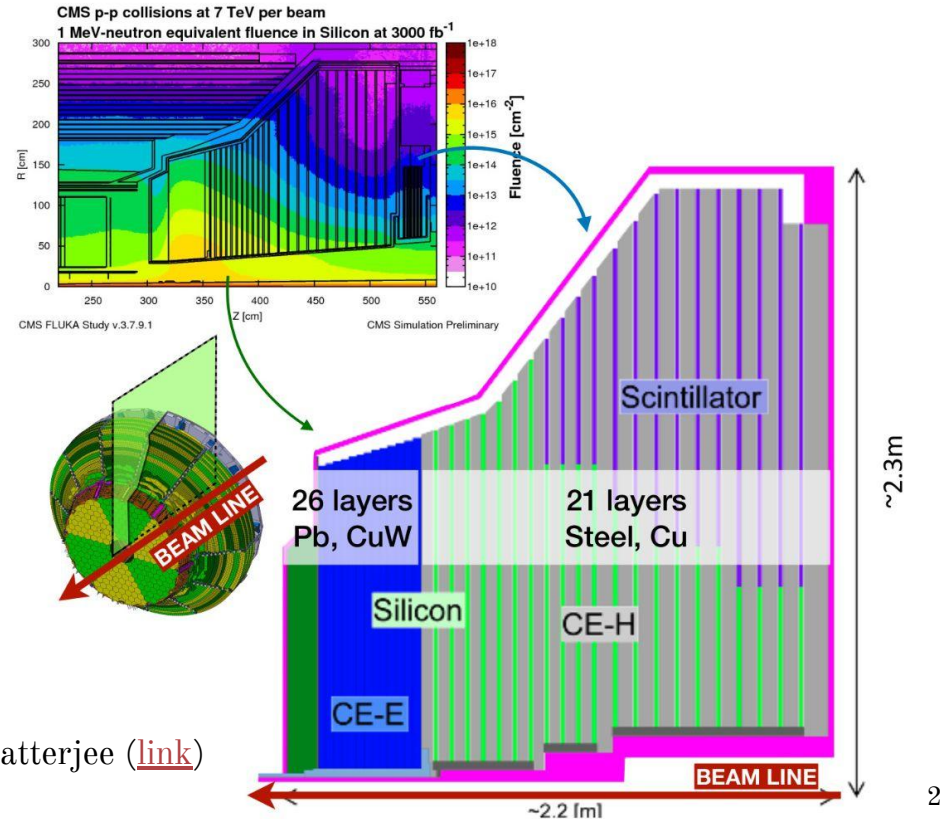 CMS p-p collisions at 7 TeV per beam
1 MeV-neutron equivalent fluence in Silicon at 3000 fb⁻¹
300
250
200
150
100
50
0
R [cm]
250
300
350
400
450
500
550
Z [cm]
1e+18
1e+17
1e+16
1e+15
1e+14
1e+13
1e+12
1e+11
1e+10
Fluence [cm⁻²]
CMS FLUKA Study v.3.7.9.1
CMS Simulation Preliminary
BEAM LINE
Scintillator
26 layers
Pb, CuW
21 layers
Steel, Cu
Silicon
CE-H
CE-E
~2.3m
atterjee (link)
BEAM LINE
~2.2 [m]
2